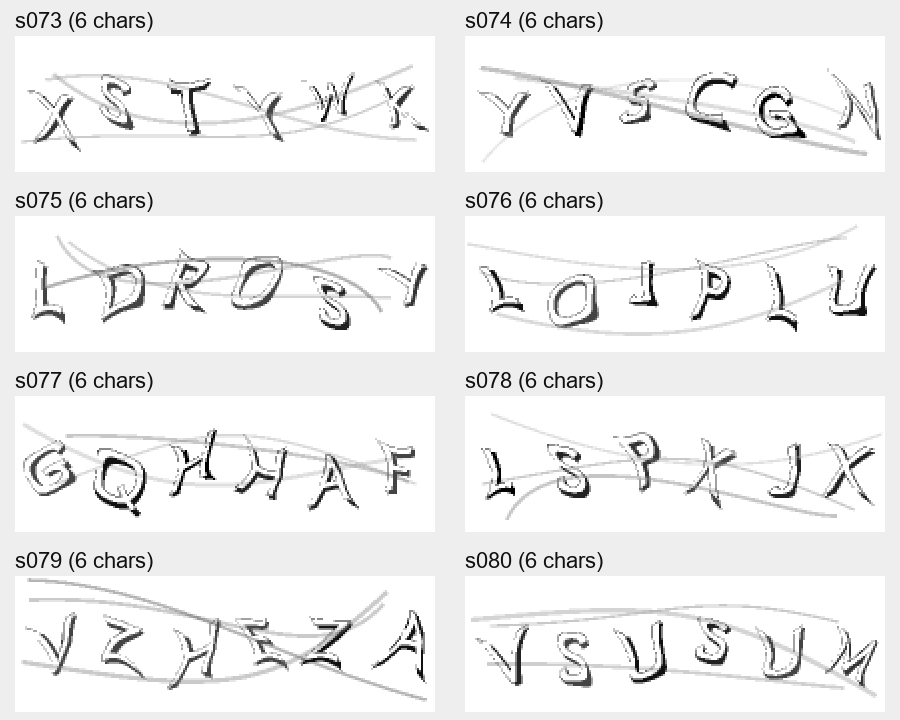 s073 (6 chars) s074 (6 chars)
XSTYWX YVSCGN
s075 (6 chars) s076 (6 chars)
LDROSY LOIPLU
s077 (6 chars) s078 (6 chars)
GQHHAF LSPXJX
s079 (6 chars) s080 (6 chars)
VZHEZA VSUSUM